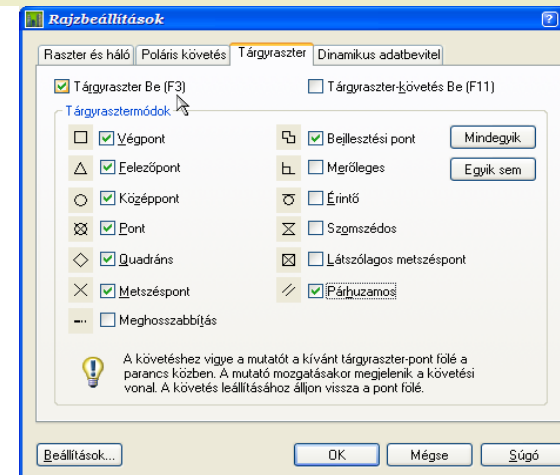 Rajzbeállítások
Raszter és háló Poláris követés Tárgyraszter Dinamikus adatbevitel
Tárgyraszter Be (F3) Tárgyraszter-követés Be (F11)
Tárgyrasztermódok
Végpont Beillesztési pont Mindegyik
Felezőpont Merőleges Egyik sem
Középpont Érintő
Pont Szomszédos
Quadráns Látszólagos metszéspont
Metszéspont Párhuzamos
Meghosszabbítás
A követéshez vigye a mutatót a kívánt tárgyraszter-pont fölé a
parancs közben. A mutató mozgatásakor megjelenik a követési
vonal. A követés leállításához álljon vissza a pont fölé.
Beállítások... OK Mégse Súgó